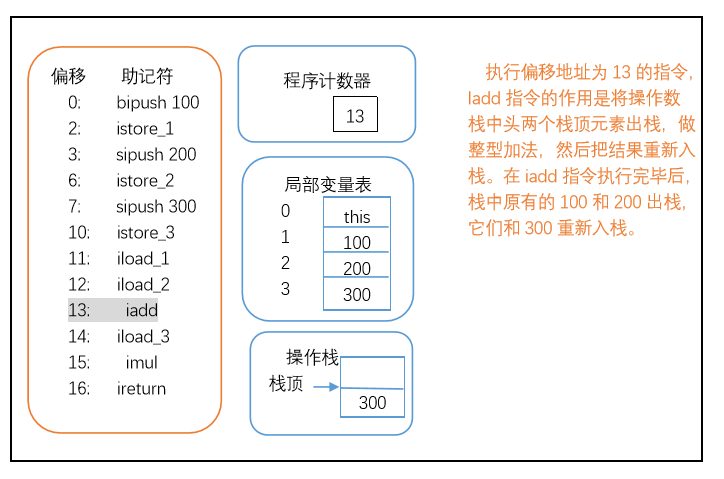 偏移 助记符
0: bipush 100
2: istore_1
3: sipush 200
6: istore_2
7: sipush 300
10: istore_3
11: iload_1
12: iload_2
13: iadd
14: iload_3
15: imul
16: ireturn
程序计数器
13
局部变量表
0 this
1 100
2 200
3 300
操作栈
栈顶
300
执行偏移地址为 13 的指令,
Iadd 指令的作用是将操作数
栈中头两个栈顶元素出栈，做
整型加法，然后把结果重新入
栈。在 iadd 指令执行完毕后,
栈中原有的 100 和 200 出栈,
它们和 300 重新入栈。